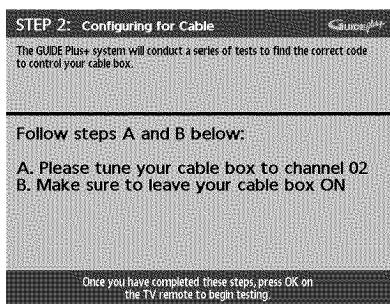 STEP 2: Configuring for Cable GUIDE Plus+
The GUIDE Plus+ system will conduct a series of tests to find the correct code
to control your cable box.
Follow steps A and B below:
A. Please tune your cable box to channel 02
B. Make sure to leave your cable box ON
Once you have completed these steps, press OK on
the TV remote to begin testing.